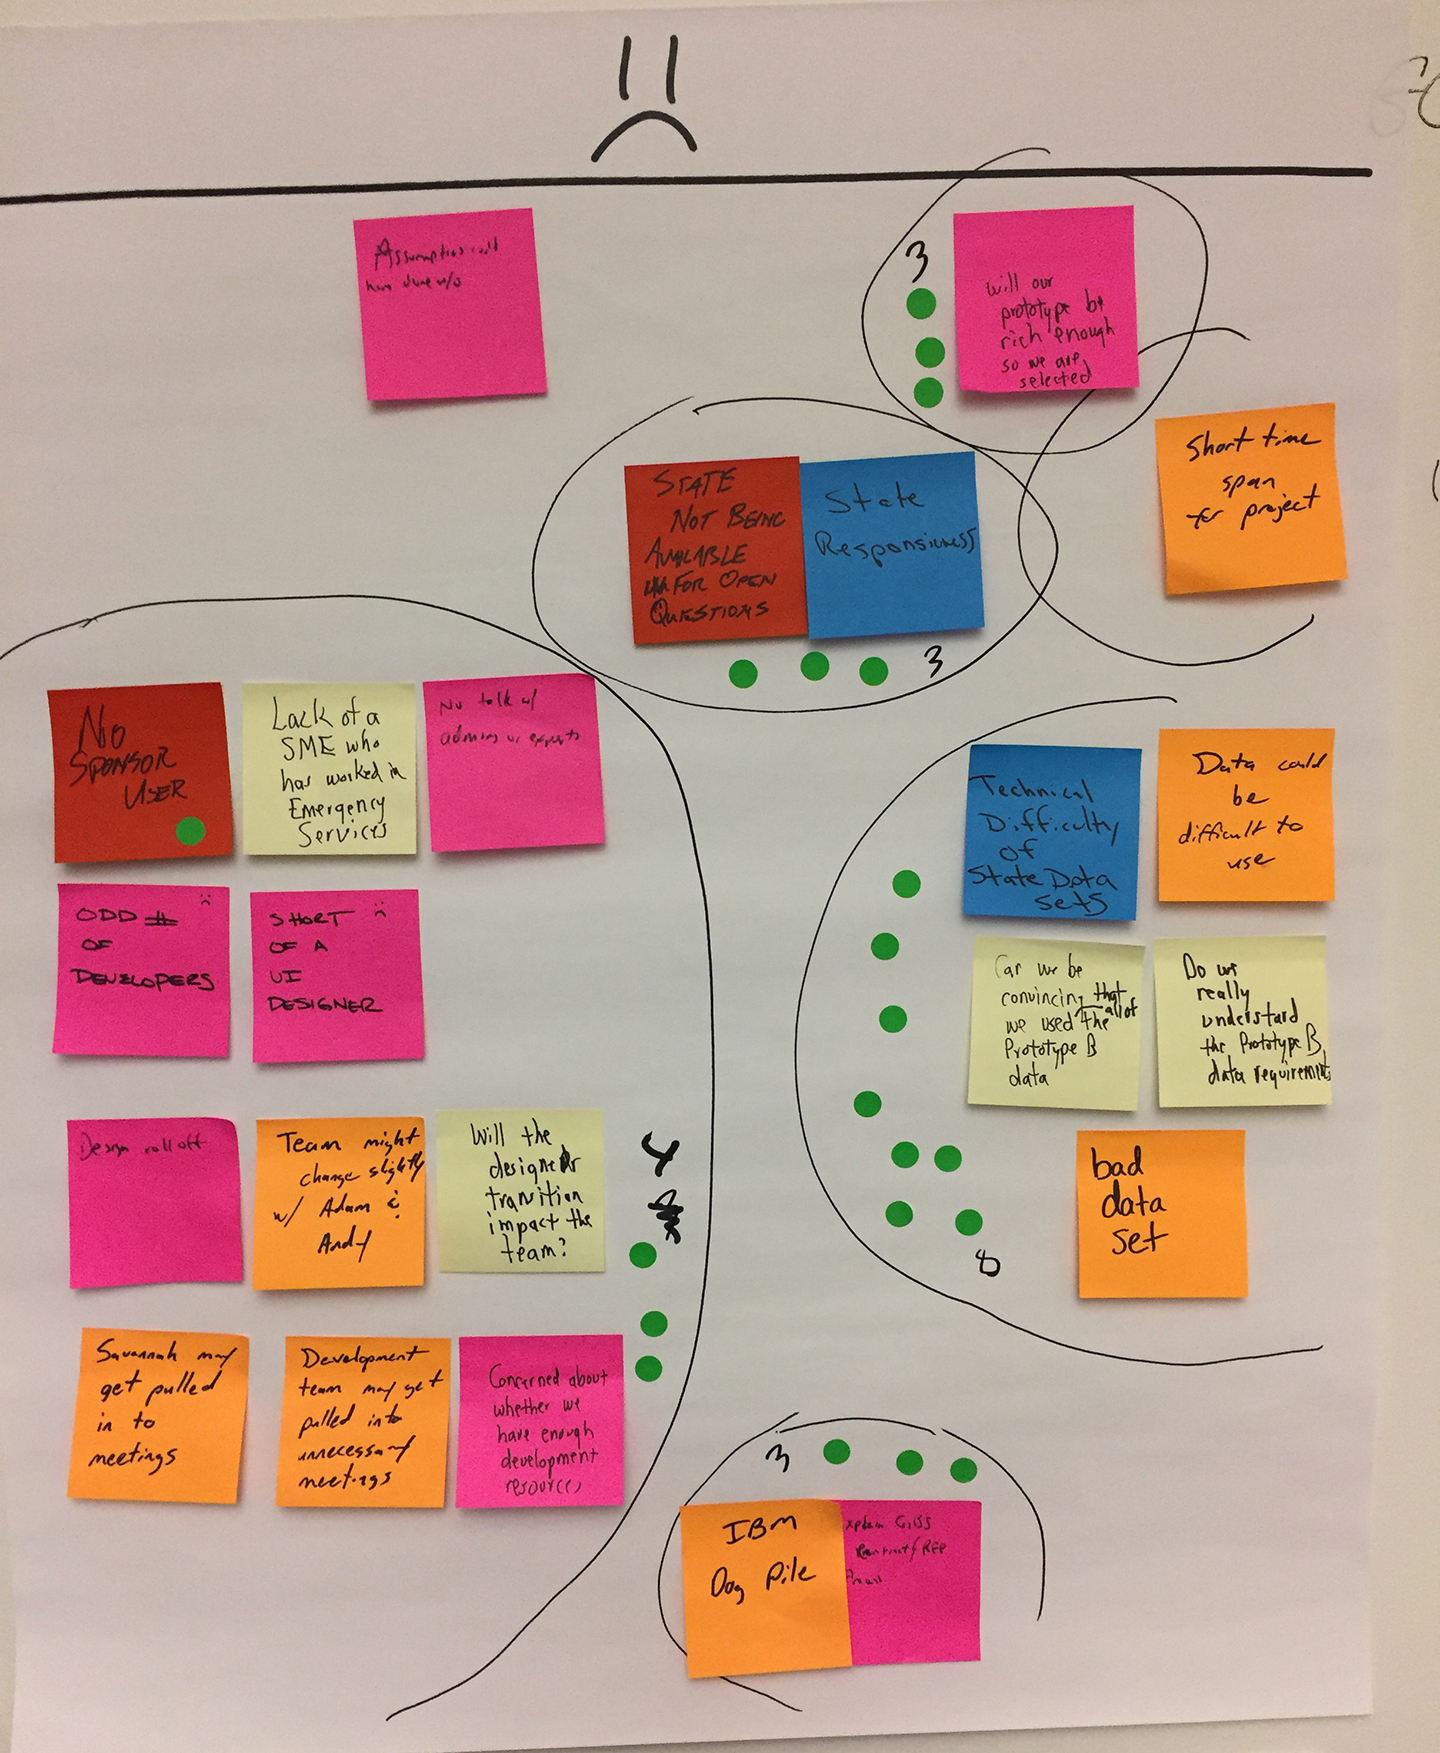 Assumptions could
have done w/o
3
Will our
prototype be
rich enough
so we are
selected
Short time
span
for project
STATE
NOT BEING
AVAILABLE
FOR OPEN
QUESTIONS
State
Responsiveness
3
No
SPONSOR
USER
Lack of a
SME who
has worked in
Emergency
Services
No talk w/
admins or experts
ODD #
OF
DEVELOPERS
SHORT
OF A
UI
DESIGNER
Technical
Difficulty
of
State Data
sets
Data could
be
difficult to
use
Can we be
convincing that
we used all of the
Prototype B
data
Do we
really
understand
the Prototype B
data requirements
bad
data
set
8
Design roll off
Team might
change slightly
w/ Adam &
Andy
Will the
designer
transition
impact the
team?
4
Savannah may
get pulled
in to
meetings
Development
team may get
pulled into
unnecessary
meetings
Concerned about
whether we
have enough
development
resources
3
IBM
Dog Pile